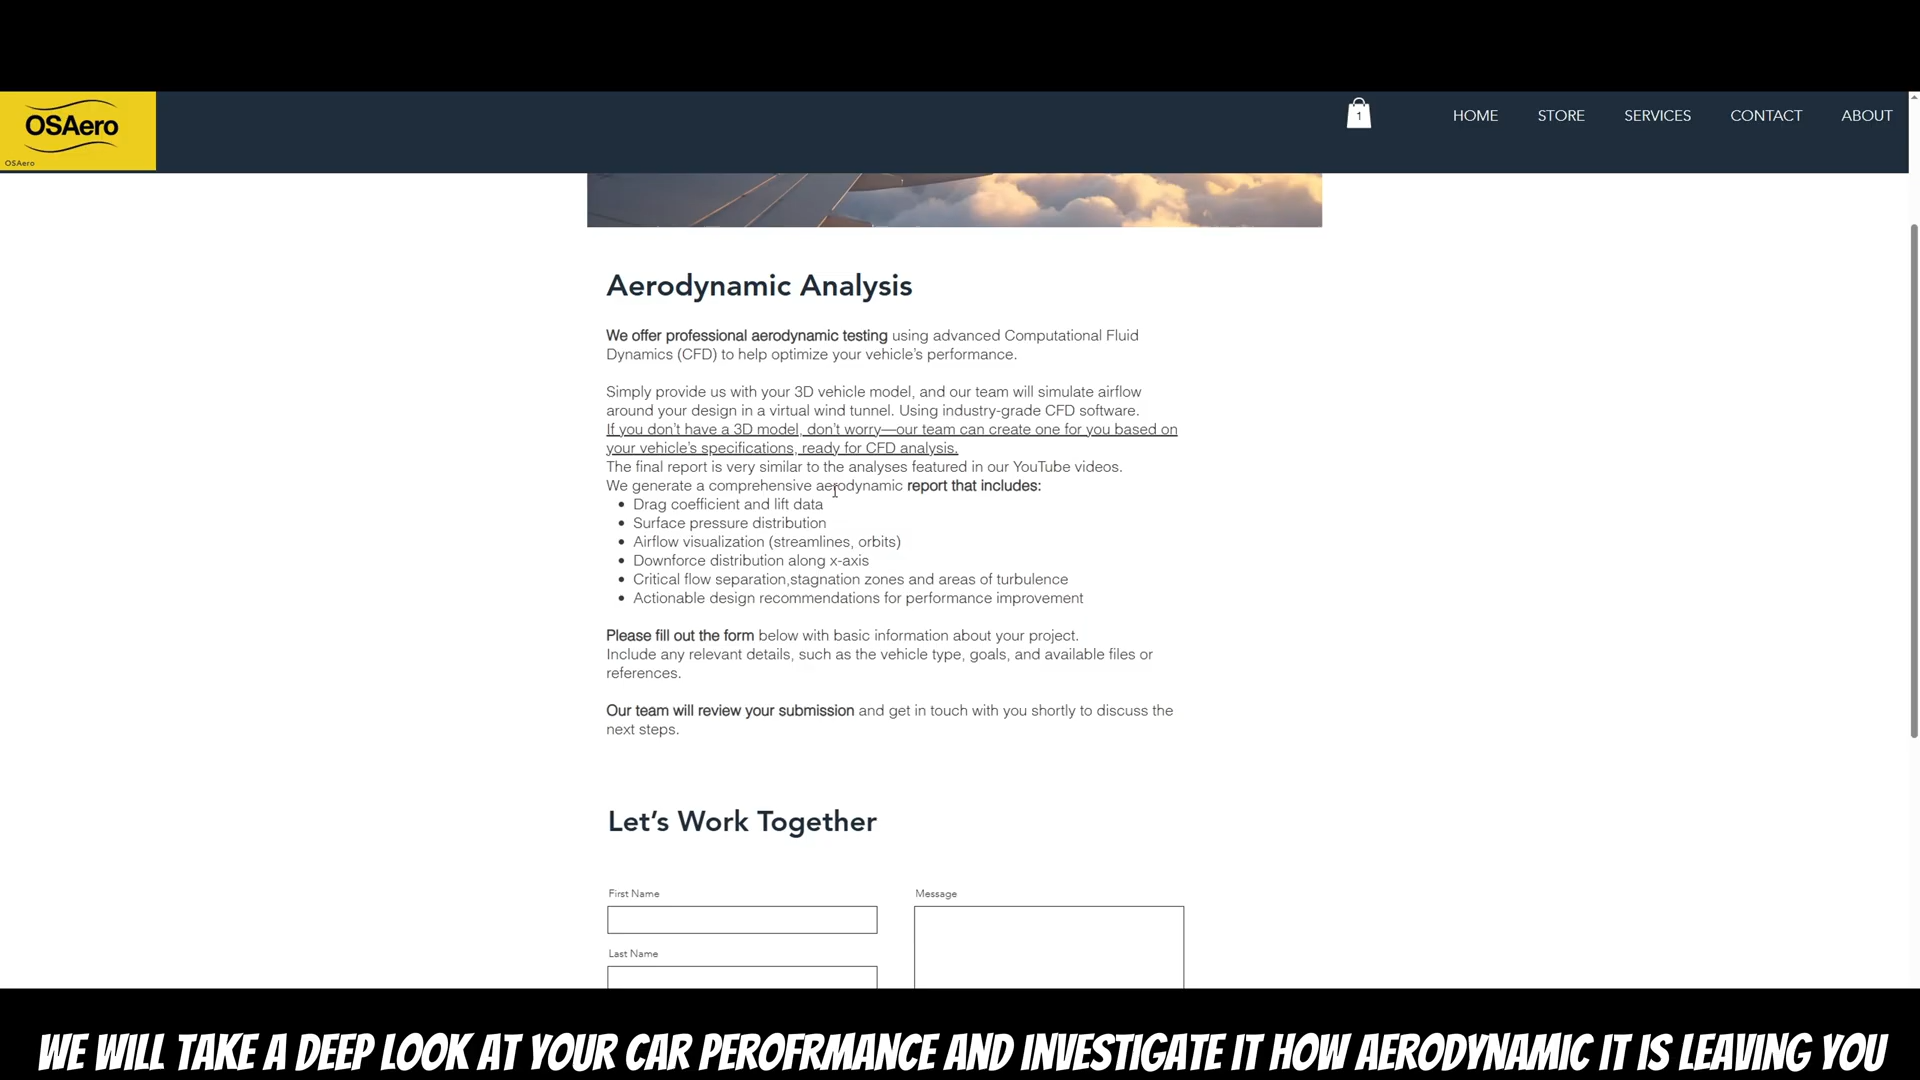 OSAero
OSAero
1
HOME STORE SERVICES CONTACT ABOUT
Aerodynamic Analysis
We offer professional aerodynamic testing using advanced Computational Fluid
Dynamics (CFD) to help optimize your vehicle's performance.
Simply provide us with your 3D vehicle model, and our team will simulate airflow
around your design in a virtual wind tunnel. Using industry-grade CFD software.
If you don't have a 3D model, don't worry—our team can create one for you based on
your vehicle's specifications, ready for CFD analysis.
The final report is very similar to the analyses featured in our YouTube videos.
We generate a comprehensive aerodynamic report that includes:
• Drag coefficient and lift data
• Surface pressure distribution
• Airflow visualization (streamlines, orbits)
• Downforce distribution along x-axis
• Critical flow separation,stagnation zones and areas of turbulence
• Actionable design recommendations for performance improvement
Please fill out the form below with basic information about your project.
Include any relevant details, such as the vehicle type, goals, and available files or
references.
Our team will review your submission and get in touch with you shortly to discuss the
next steps.
Let's Work Together
First Name
Message
Last Name
WE WILL TAKE A DEEP LOOK AT YOUR CAR PEROFRMANCE AND INVESTIGATE IT HOW AERODYNAMIC IT IS LEAVING YOU